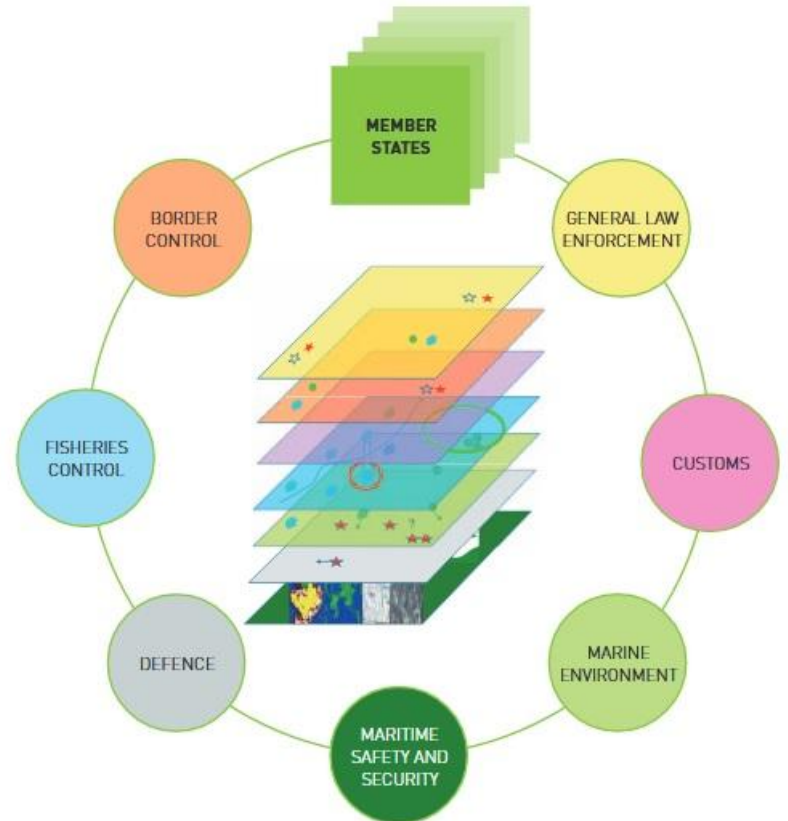 MEMBER
STATES
BORDER
CONTROL
GENERAL LAW
ENFORCEMENT
FISHERIES
CONTROL
CUSTOMS
DEFENCE
MARINE
ENVIRONMENT
MARITIME
SAFETY AND
SECURITY